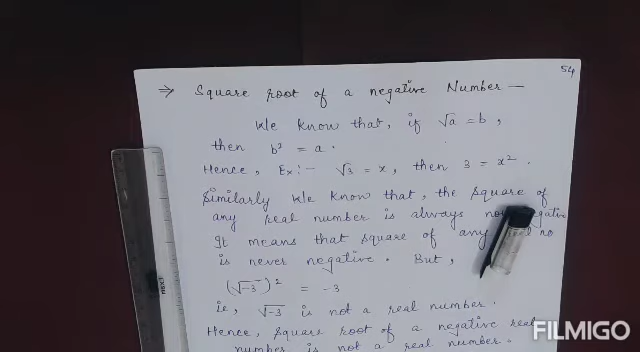 54
⇒ Square root of a negative Number —
We know that, if √a = b,
then b² = a.
Hence, Ex:- √3 = x, then 3 = x².
Similarly We know that, the square of
any real number is always non
It means that square of any no
is never negative. But,
(√-3)² = -3
ie, √-3 is not a real number.
Hence, square root of a negative real
number is not a real number.
FILMIGO